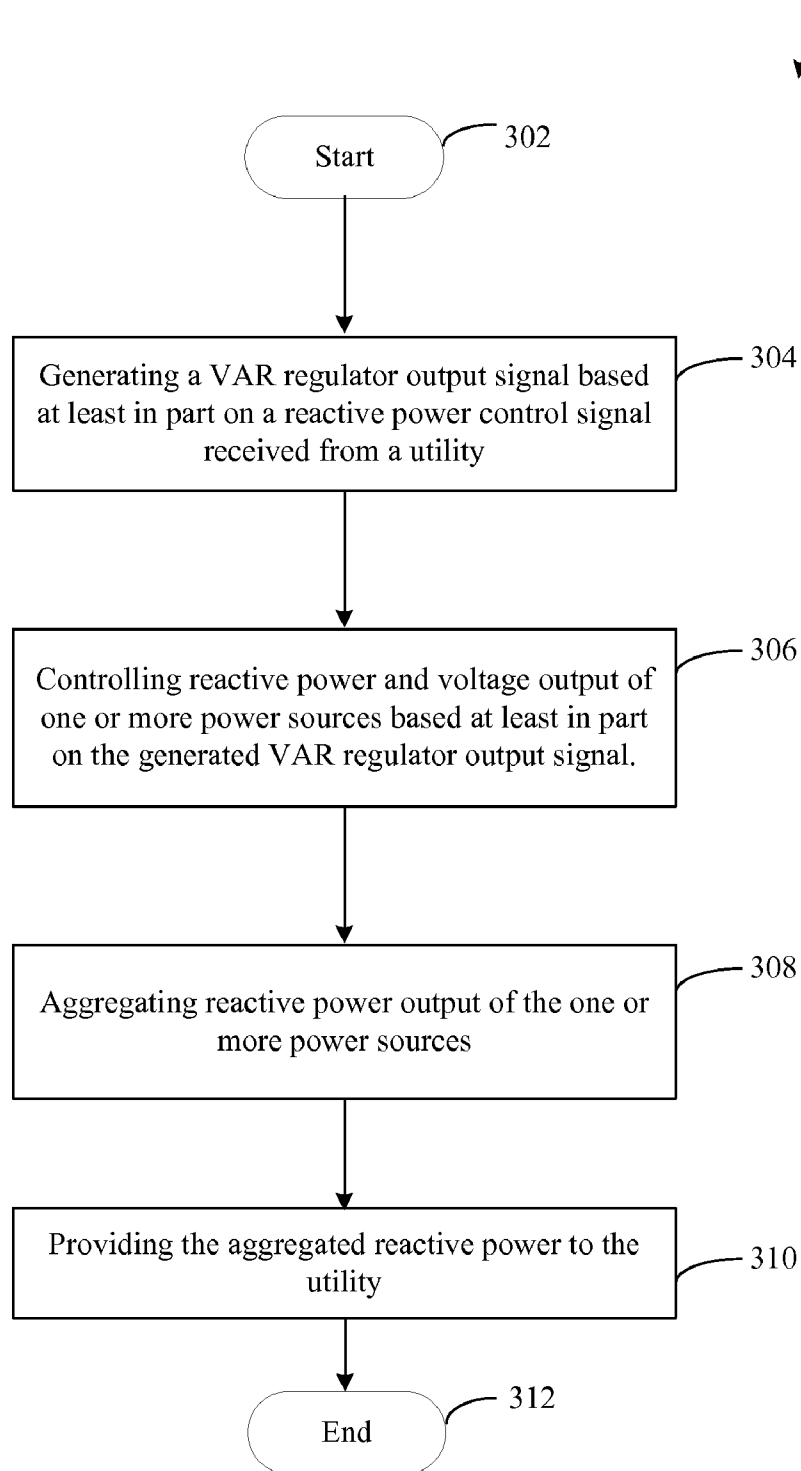 Start
302
Generating a VAR regulator output signal based
at least in part on a reactive power control signal
received from a utility
304
Controlling reactive power and voltage output of
one or more power sources based at least in part
on the generated VAR regulator output signal.
306
Aggregating reactive power output of the one or
more power sources
308
Providing the aggregated reactive power to the
utility
310
End
312